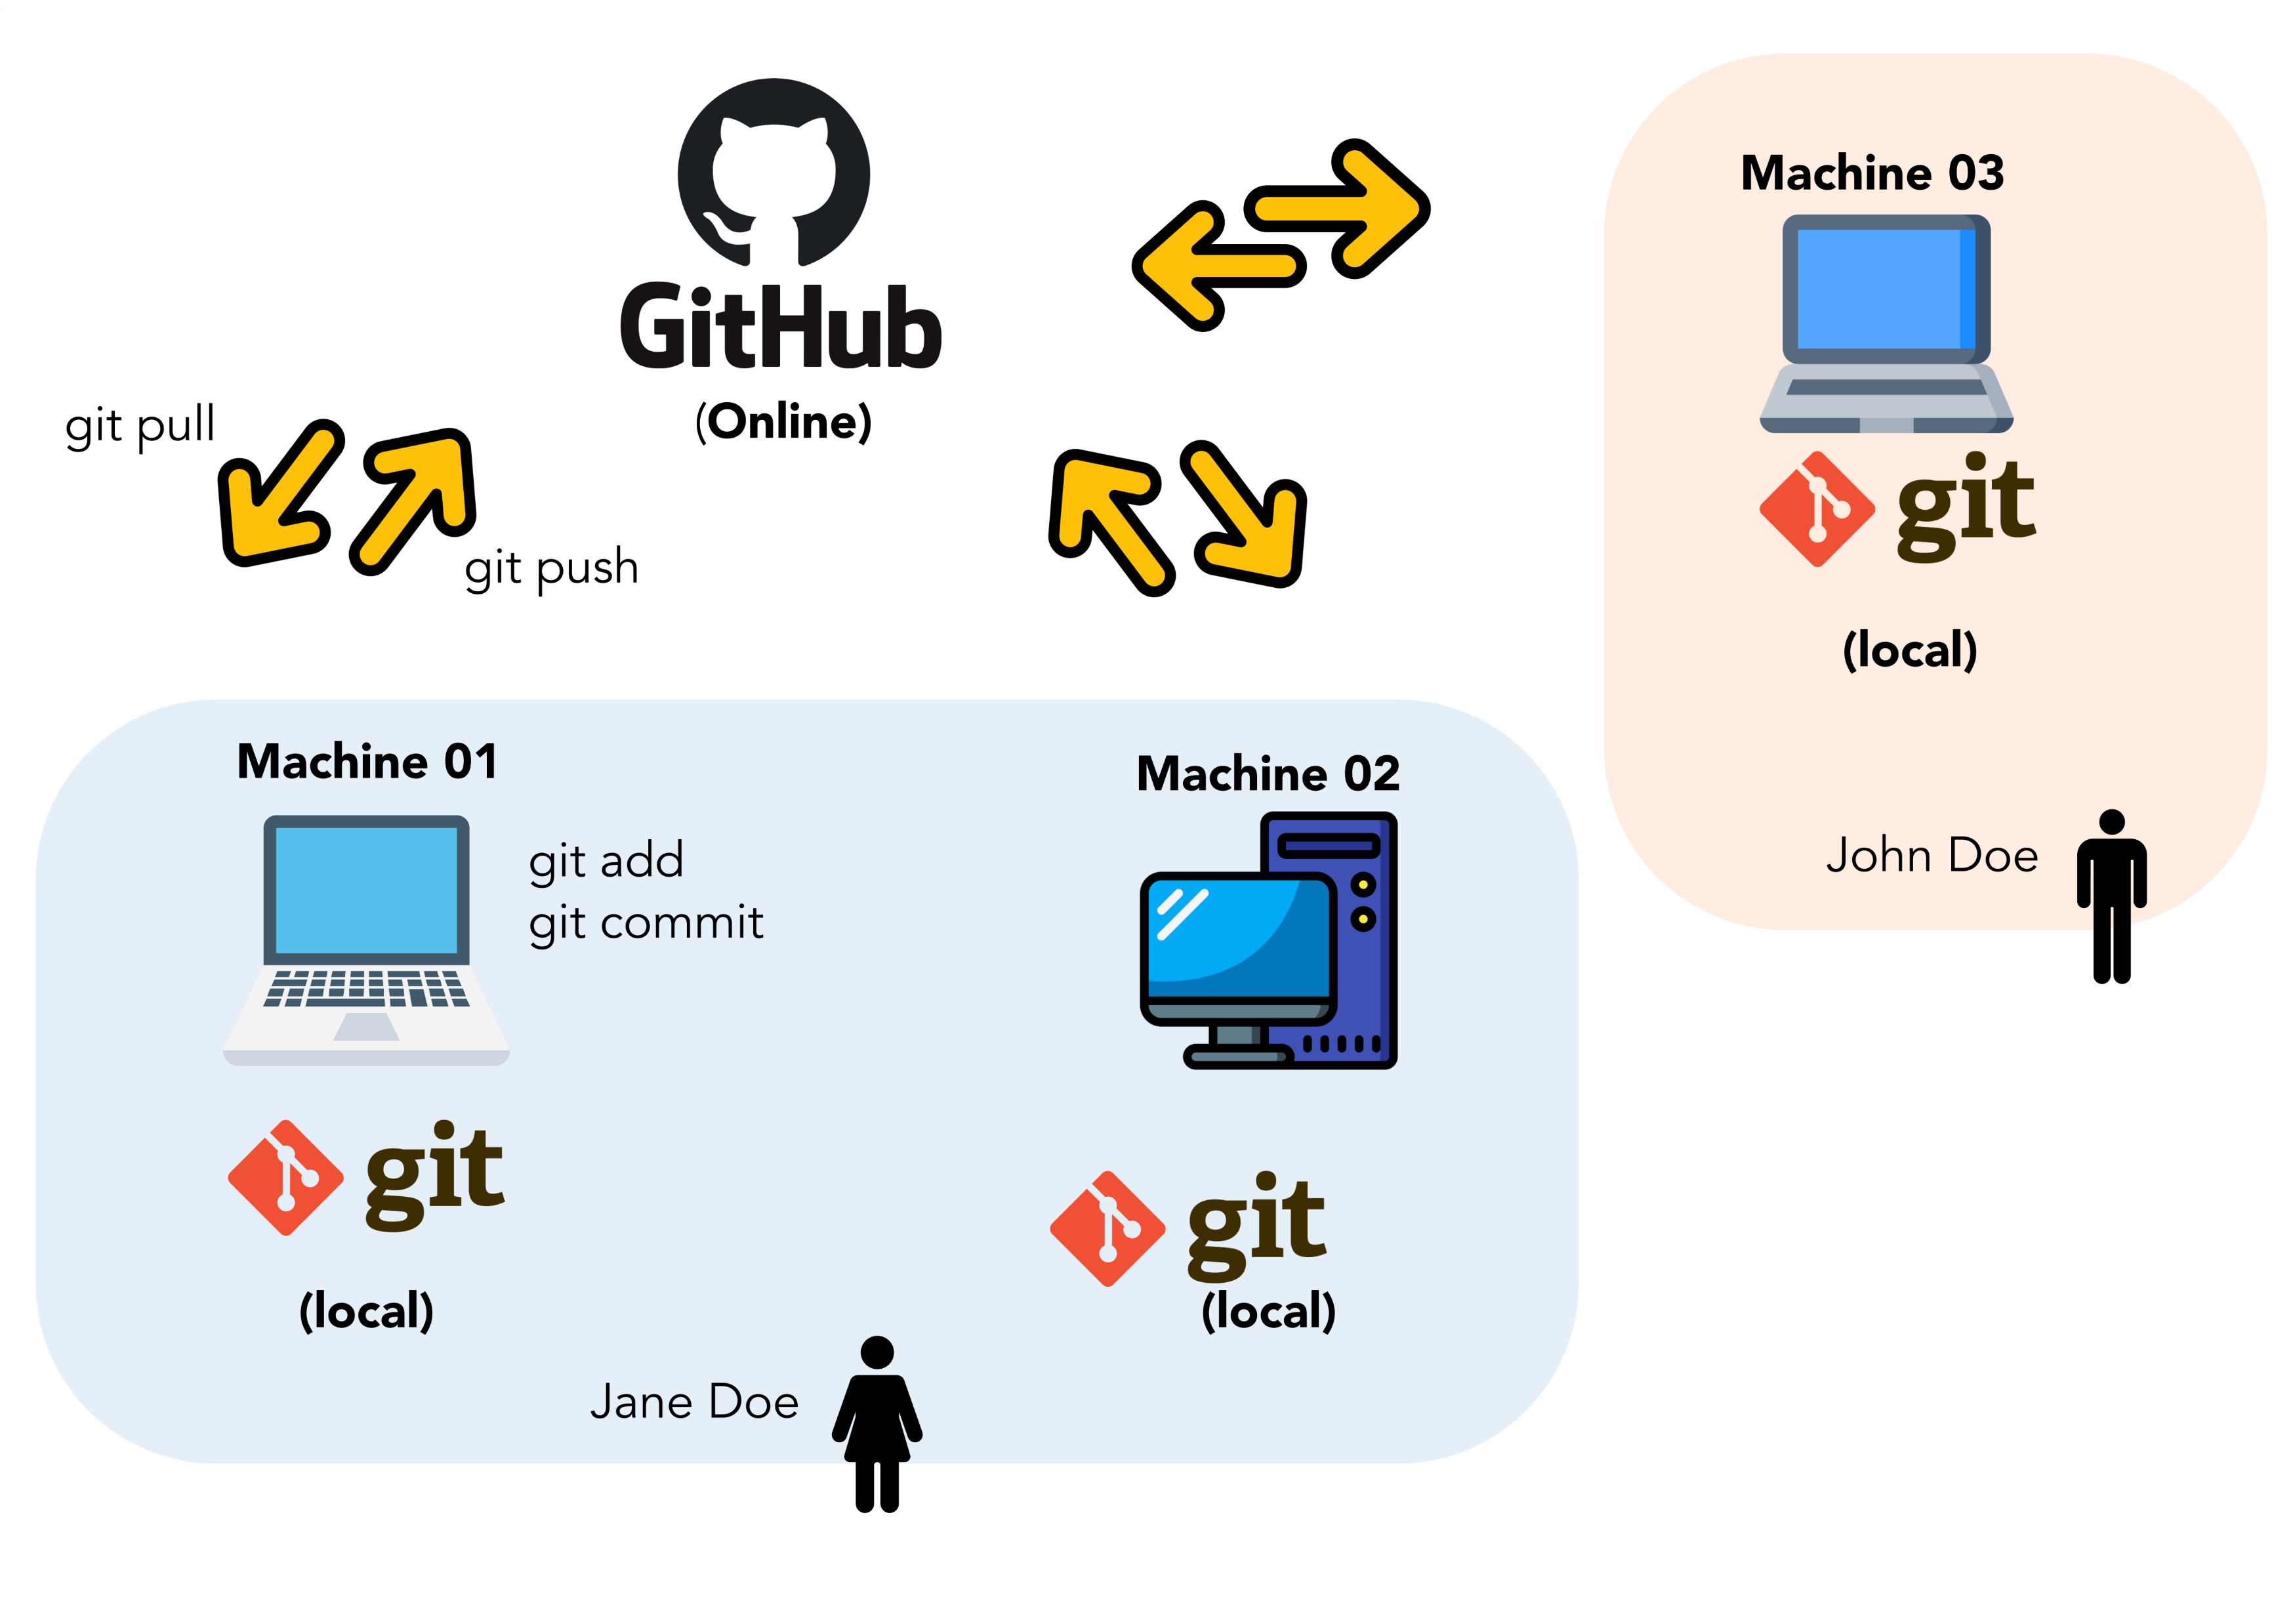 GitHub
(Online)
Machine 03
git
(local)
John Doe
git pull
git push
Machine 01
git add
git commit
git
(local)
Machine 02
git
(local)
Jane Doe